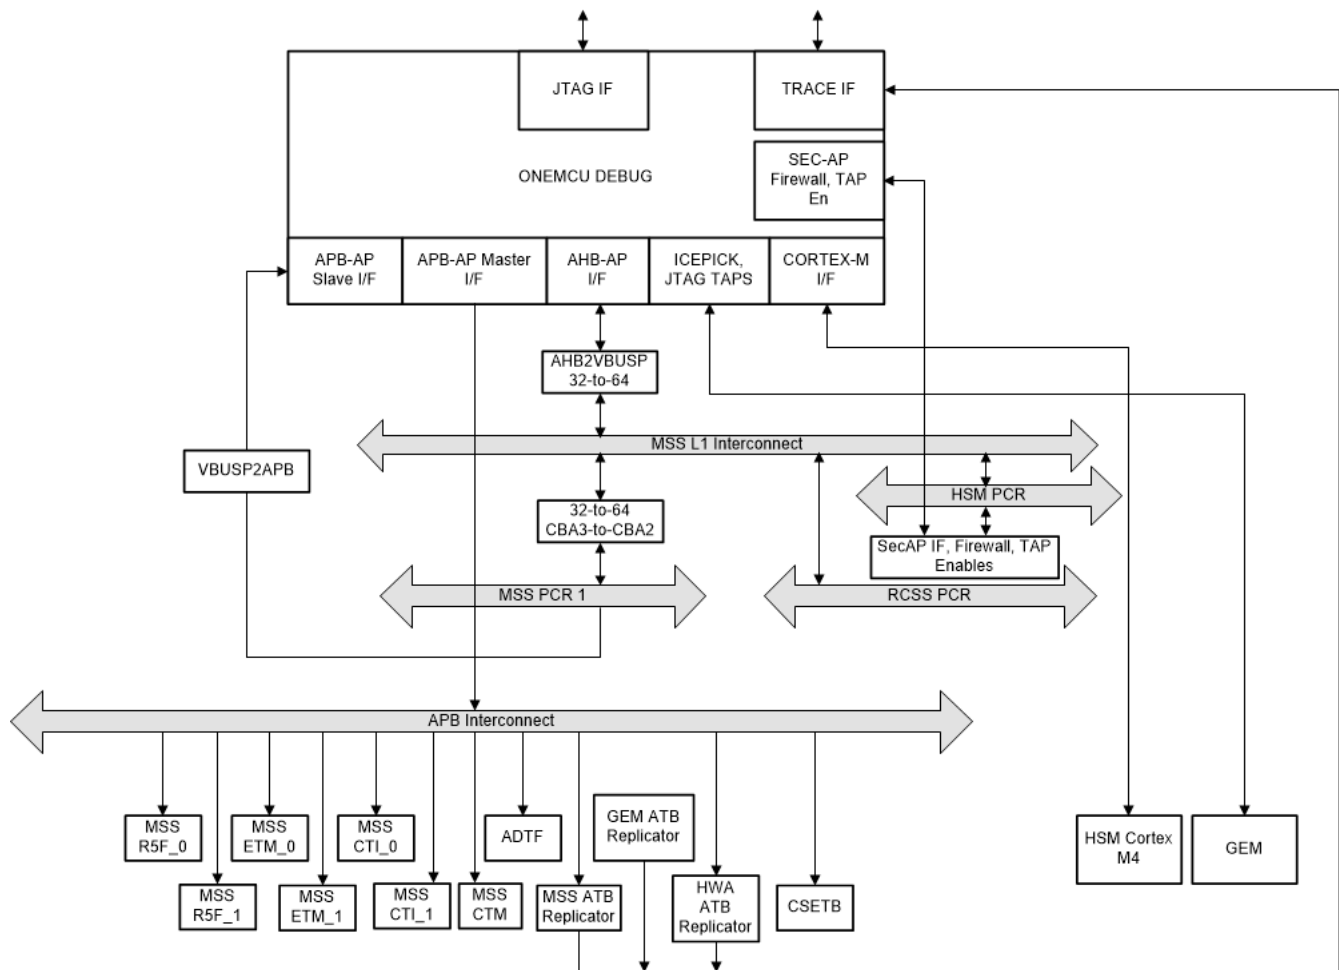 JTAG IF
TRACE IF
ONEMCU DEBUG
SEC-AP
Firewall, TAP
En
APB-AP
Slave I/F
APB-AP Master
I/F
AHB-AP
I/F
ICEPICK,
JTAG TAPS
CORTEX-M
I/F
AHB2VBUSP
32-to-64
MSS L1 Interconnect
VBUSP2APB
HSM PCR
32-to-64
CBA3-to-CBA2
SecAP IF, Firewall, TAP
Enables
MSS PCR 1
RCSS PCR
APB Interconnect
MSS
R5F_0
MSS
ETM_0
MSS
CTI_0
ADTF
GEM ATB
Replicator
HSM Cortex
M4
GEM
MSS
R5F_1
MSS
ETM_1
MSS
CTI_1
MSS
CTM
MSS ATB
Replicator
HWA
ATB
Replicator
CSETB